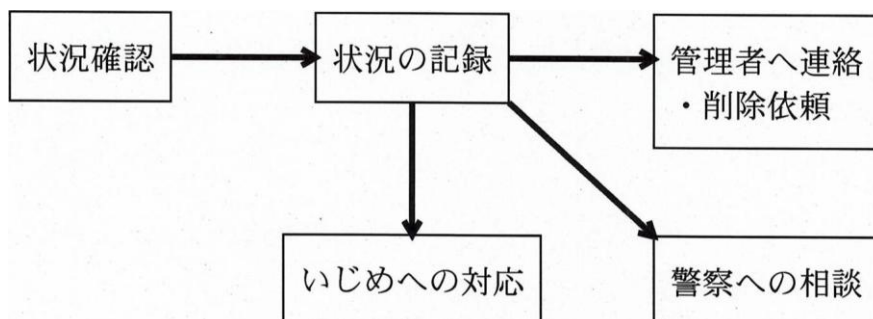 状況確認
状況の記録
管理者へ連絡
・削除依頼
いじめへの対応
警察への相談